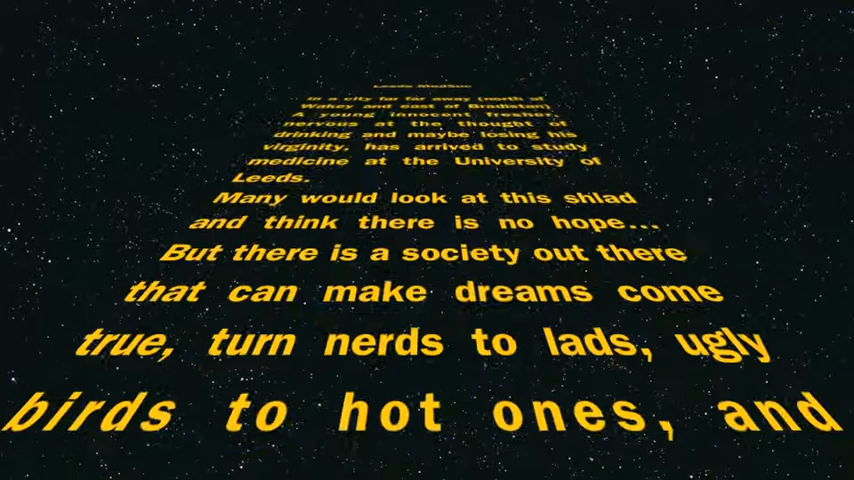 Leeds MedSoc
In a city far far away (north of
Wakey and east of Bradistan)
A young innocent fresher,
nervous at the thought of
drinking and maybe losing his
virginity, has arrived to study
medicine at the University of
Leeds.
Many would look at this shlad
and think there is no hope...
But there is a society out there
that can make dreams come
true, turn nerds to lads, ugly
birds to hot ones, and